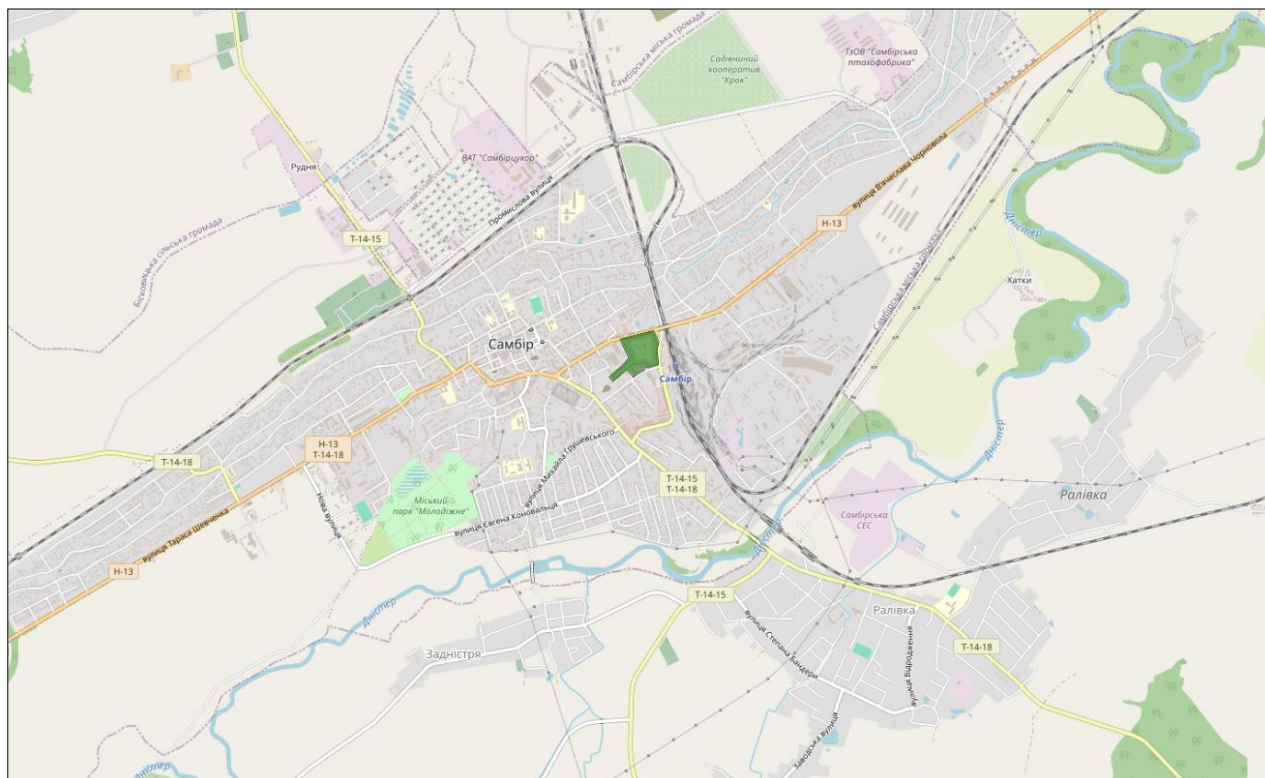 Самбірська міська громада
Садівничий
кооператив
"Крок"
ТзОВ "Самбірська
птахофабрика"
Рудня
ВАТ "Самбірцукор"
Промислова вулиця
вулиця В'ячеслава Чорновола
Н-13
Дністер
Т-14-15
Бісковицька сільська громада
Самбірська міська громада
Хатки
Самбір
Самбір
Н-13
Т-14-18
Т-14-18
вулиця Михайла Грушевського
Т-14-15
Т-14-18
Дністер
Ралівка
Міський
парк "Молодіжне"
Нова вулиця
вулиця Євгена Коновальця
Самбірська
СЕС
Дністер
вулиця Тараса Шевченка
Н-13
Т-14-15
Дністер
Задністря
вулиця Степана Бандери
Ралівка
вулиця Відродження
Т-14-18
Заводська вулиця